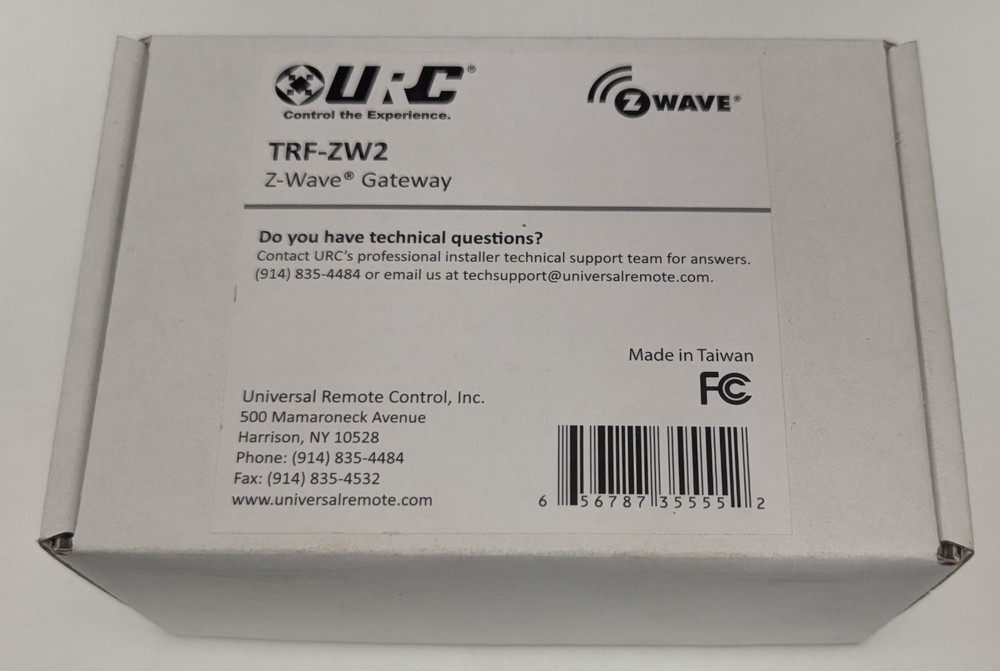 URC®
Control the Experience.
Z WAVE®
TRF-ZW2
Z-Wave® Gateway
Do you have technical questions?
Contact URC's professional installer technical support team for answers.
(914) 835-4484 or email us at techsupport@universalremote.com.
Made in Taiwan
FC
Universal Remote Control, Inc.
500 Mamaroneck Avenue
Harrison, NY 10528
Phone: (914) 835-4484
Fax: (914) 835-4532
www.universalremote.com
6 56787 35555 2